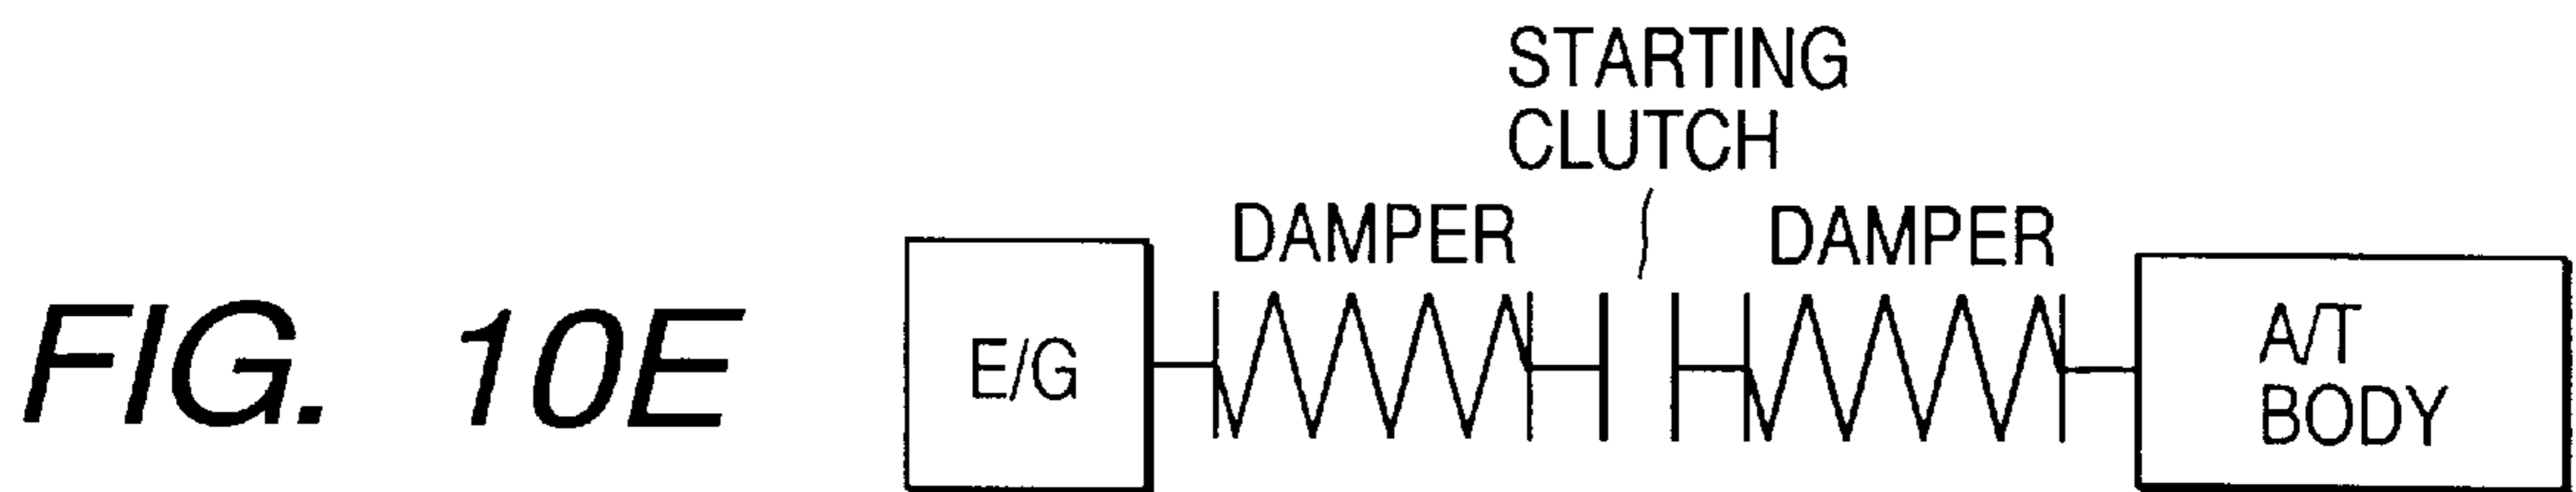 STARTING
CLUTCH
DAMPER
DAMPER
FIG. 10E
E/G
A/T
BODY